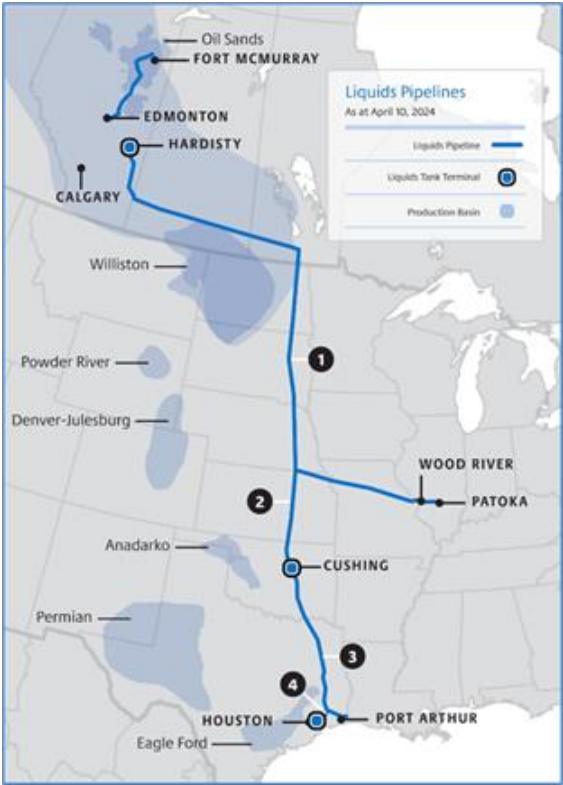 Oil Sands
FORT MCMURRAY
EDMONTON
HARDISTY
CALGARY
Liquids Pipelines
As at April 10, 2024
Liquids Pipeline
Liquids Tank Terminal
Production Basin
Williston
1
Powder River
Denver-Julesburg
WOOD RIVER
2
PATOKA
Anadarko
CUSHING
Permian
3
4
HOUSTON
PORT ARTHUR
Eagle Ford